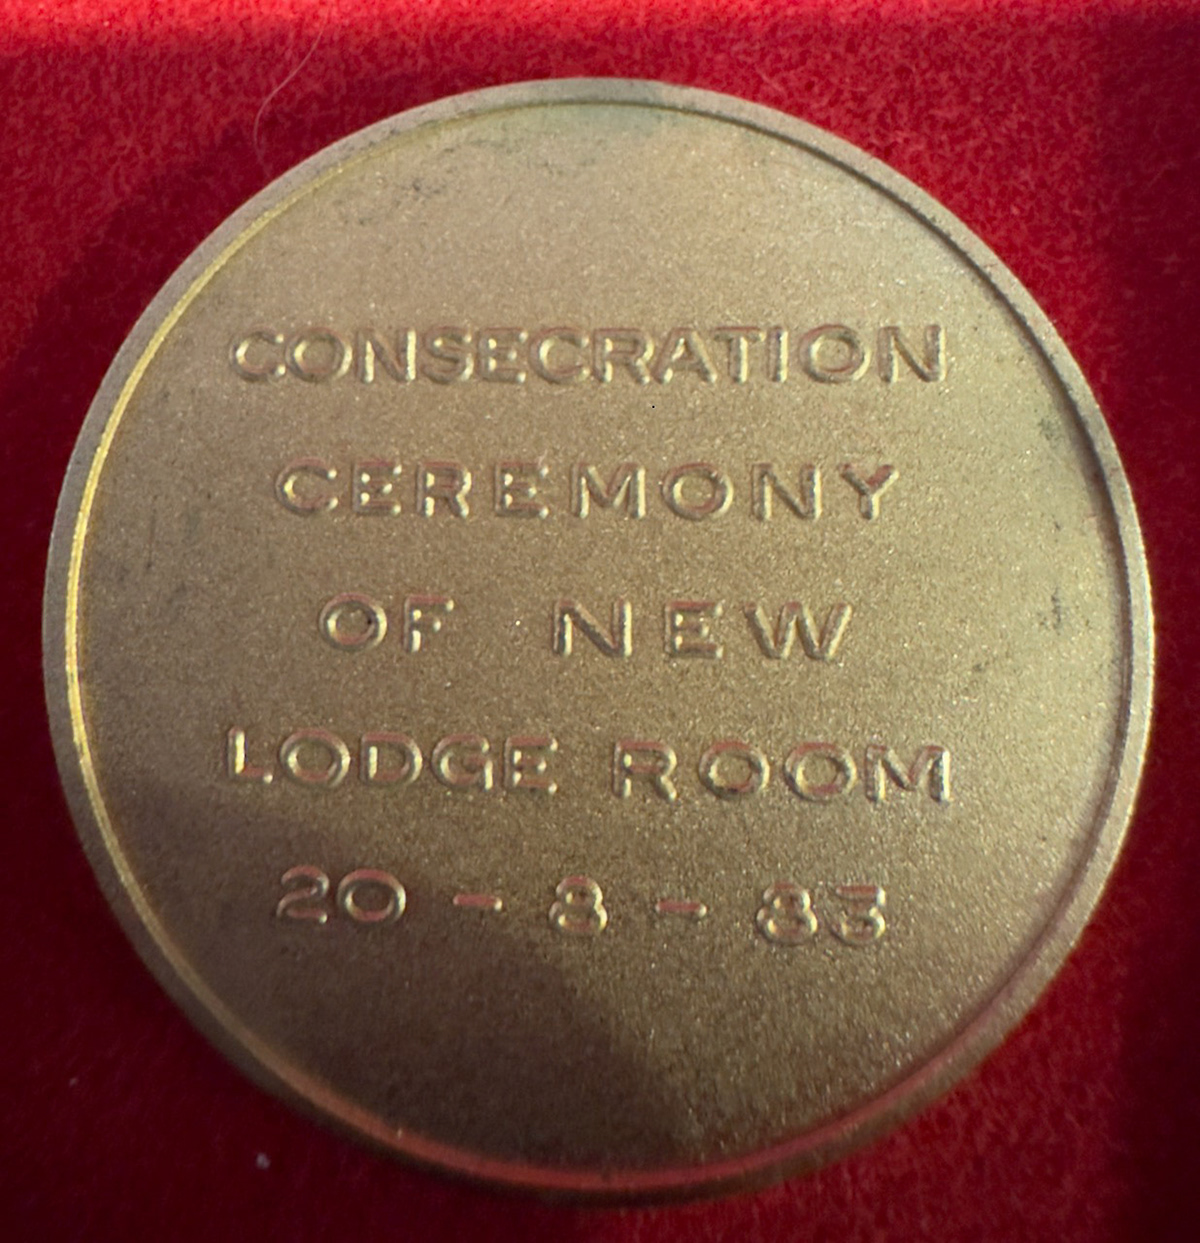 CONSECRATION
CEREMONY
OF NEW
LODGE ROOM
20 - 8 - 83